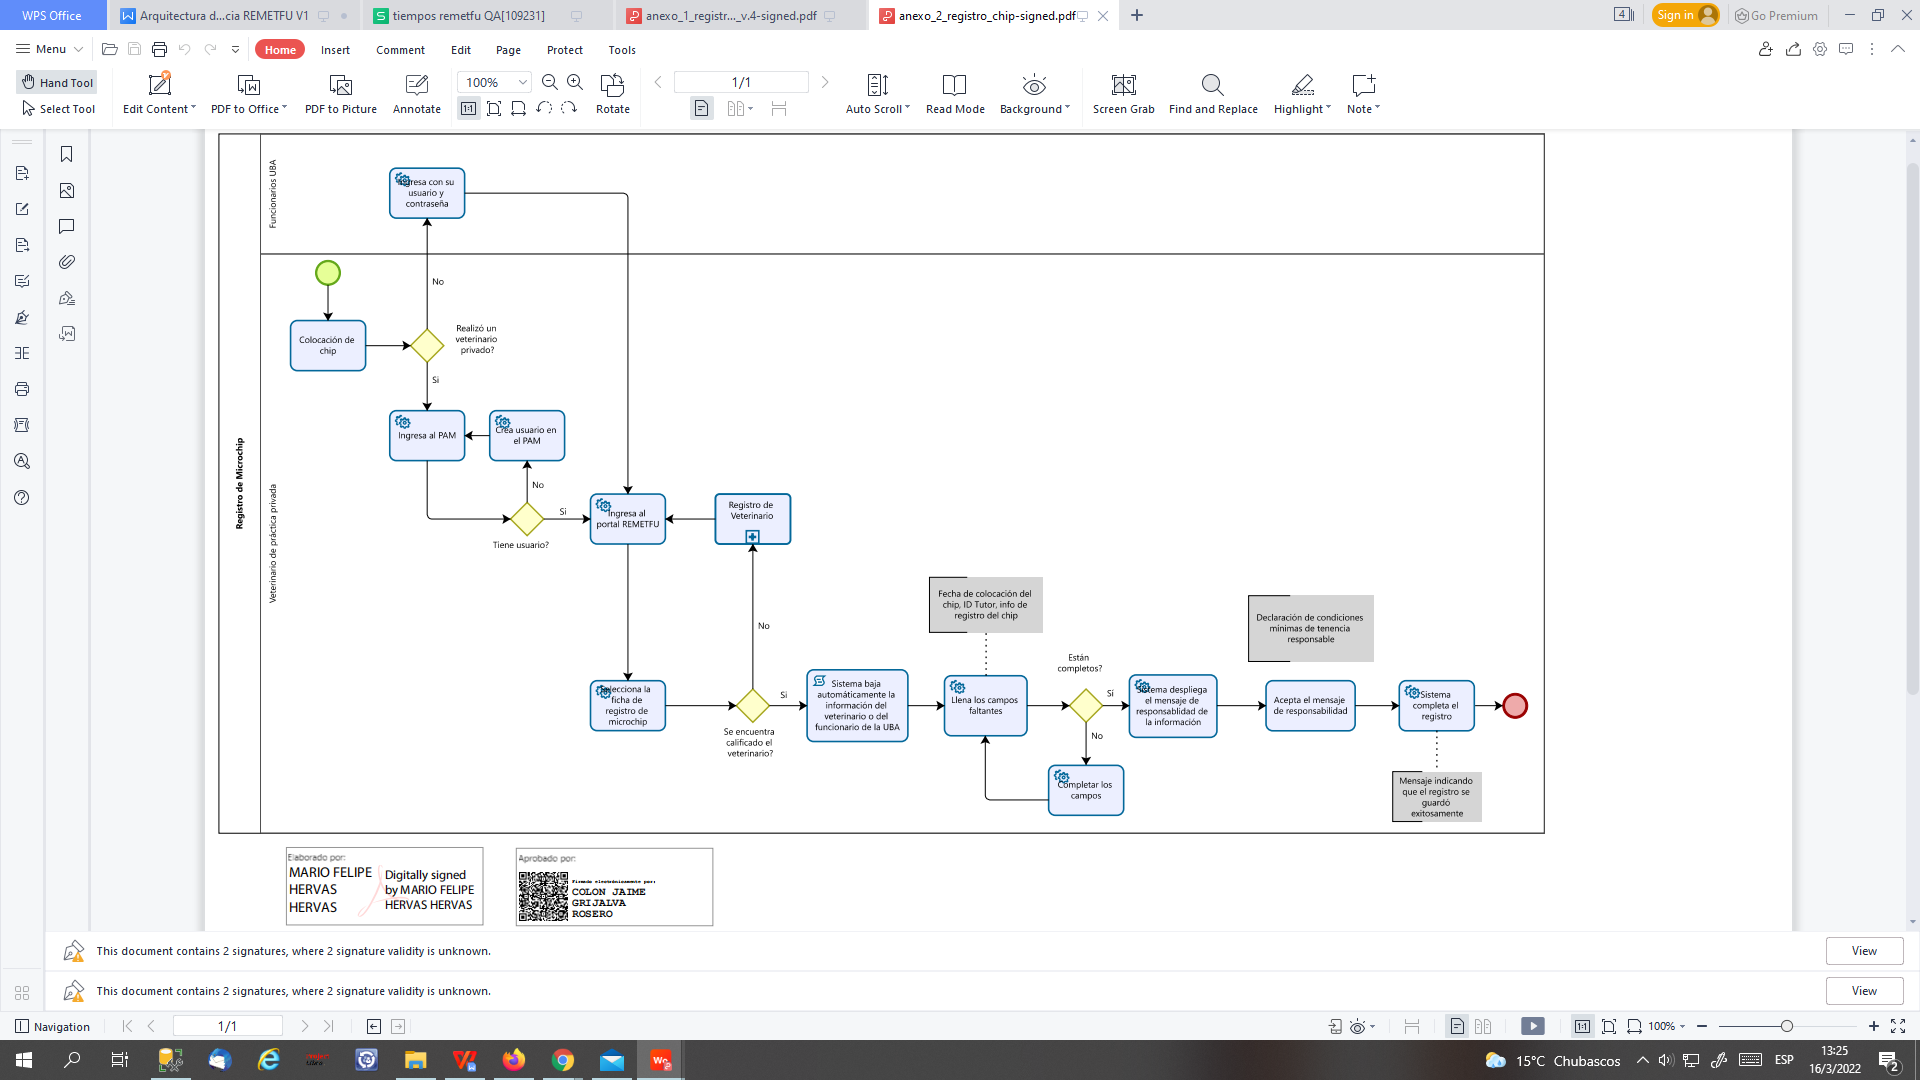 WPS Office
Arquitectura d...cia REMETFU V1
tiempos remetfu QA[109231]
anexo_1_registr..._v.4-signed.pdf
anexo_2_registro_chip-signed.pdf
4
Sign in
Go Premium
Menu
Home
Insert
Comment
Edit
Page
Protect
Tools
Hand Tool
Select Tool
Edit Content
PDF to Office
PDF to Picture
Annotate
100%
1:1
Rotate
1/1
Auto Scroll
Read Mode
Background
Screen Grab
Find and Replace
Highlight
Note
Registro de Microchip
Funcionarios UBA
Ingresa con su
usuario y
contraseña
Veterinario de práctica privada
No
Colocación de
chip
Realizó un
veterinario
privado?
Si
Ingresa al PAM
Crea usuario en
el PAM
No
Tiene usuario?
Si
Ingresa al
portal REMETFU
Registro de
Veterinario
No
Selecciona la
ficha de
registro de
microchip
Se encuentra
calificado el
veterinario?
Si
Sistema baja
automáticamente la
información del
veterinario o del
funcionario de la UBA
Fecha de colocación del
chip, ID Tutor, info de
registro del chip
Llena los campos
faltantes
Están
completos?
Sí
No
Completar los
campos
Sistema despliega
el mensaje de
responsablidad de
la información
Declaración de condiciones
mínimas de tenencia
responsable
Acepta el mensaje
de responsabilidad
Sistema
completa el
registro
Mensaje indicando
que el registro se
guardó
exitosamente
Elaborado por:
MARIO FELIPE
HERVAS
HERVAS
Digitally signed
by MARIO FELIPE
HERVAS HERVAS
Aprobado por:
Firmado electrónicamente por:
COLON JAIME
GRIJALVA
ROSERO
This document contains 2 signatures, where 2 signature validity is unknown.
View
This document contains 2 signatures, where 2 signature validity is unknown.
View
Navigation
1/1
1:1
100%
15°C Chubascos
ESP
13:25
16/3/2022
2